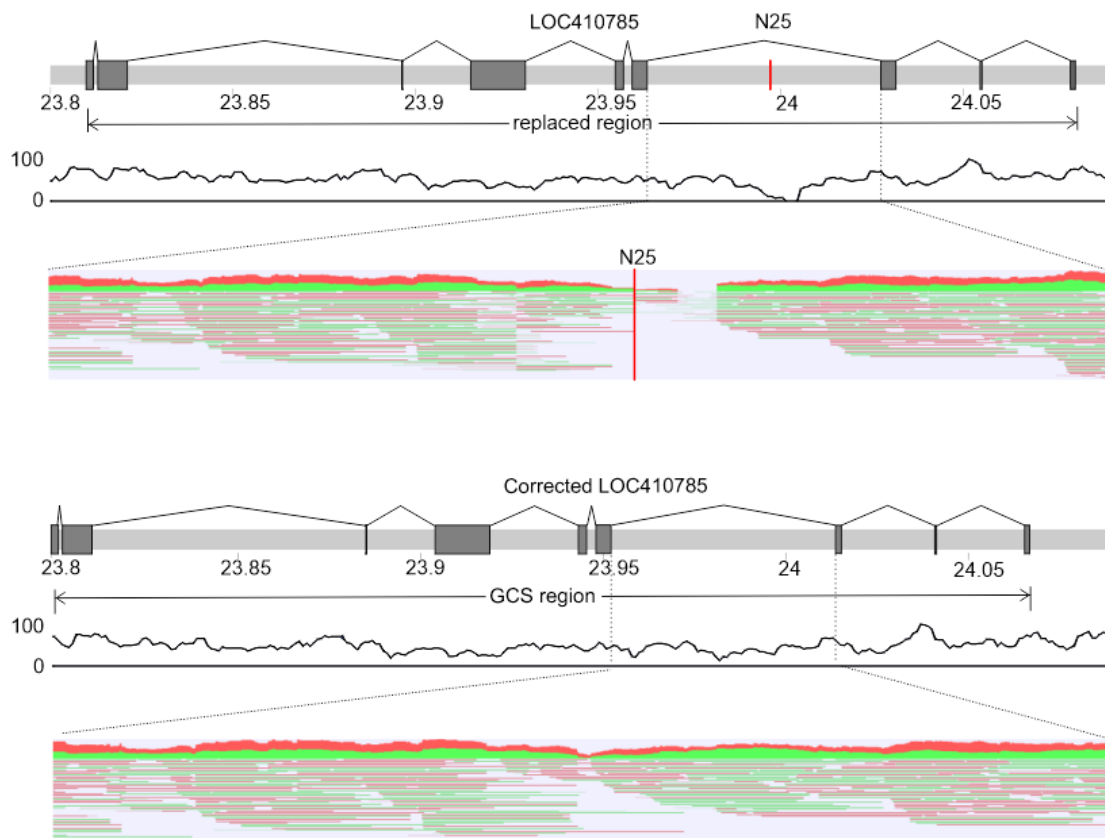 LOC410785 N25
23.8 23.85 23.9 23.95 24 24.05
replaced region
100
0
N25
Corrected LOC410785
23.8 23.85 23.9 23.95 24 24.05
GCS region
100
0